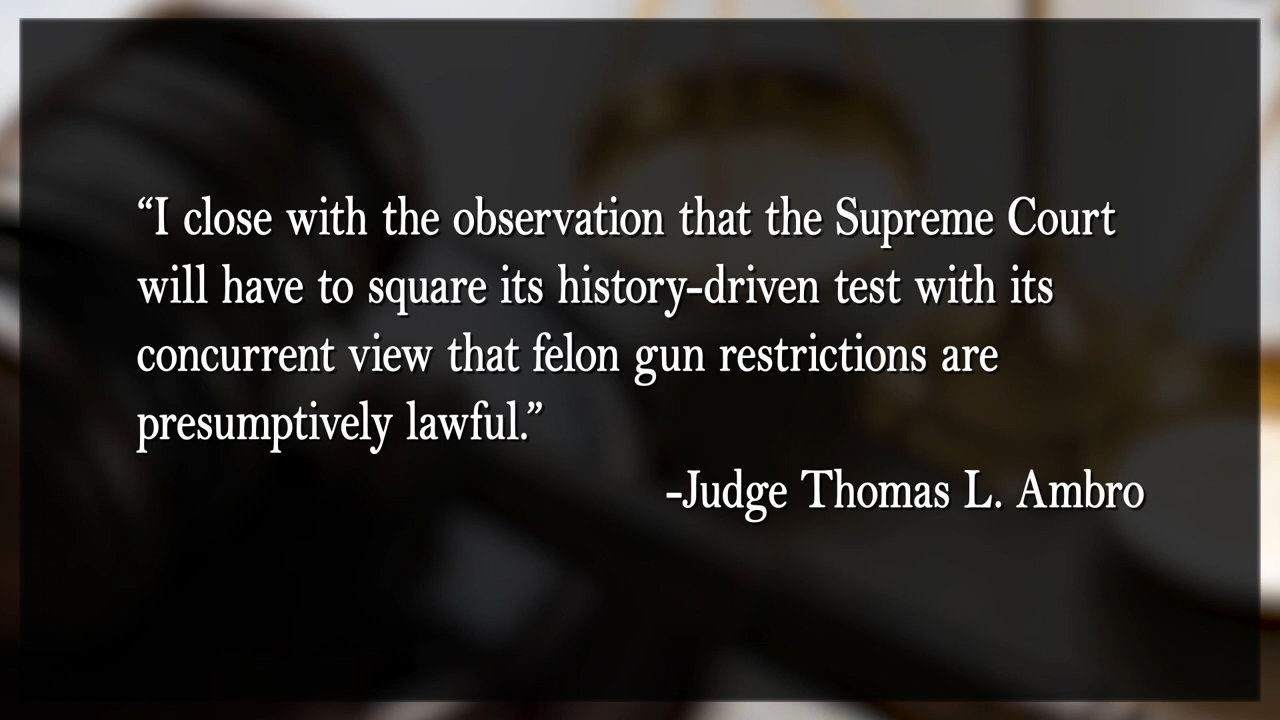 “I close with the observation that the Supreme Court
will have to square its history-driven test with its
concurrent view that felon gun restrictions are
presumptively lawful.”
-Judge Thomas L. Ambro